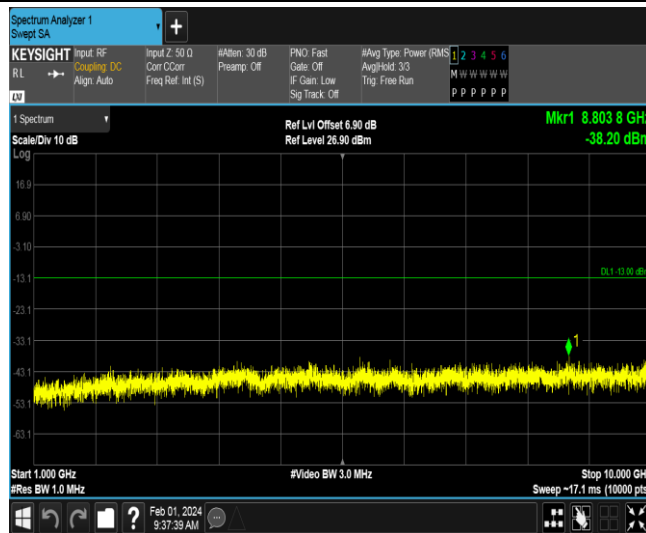 Spectrum Analyzer 1
Swept SA
+
KEYSIGHT
RL
Input: RF
Coupling: DC
Align: Auto
Input Z: 50 Ω
Corr CCorr
Freq Ref: Int (S)
#Atten: 30 dB
Preamp: Off
PNO: Fast
Gate: Off
IF Gain: Low
Sig Track: Off
#Avg Type: Power (RMS
Avg|Hold: 3/3
Trig: Free Run
1 2 3 4 5 6
M W W W W W
P P P P P P
1 Spectrum
Scale/Div 10 dB
Log
Ref Lvl Offset 6.90 dB
Ref Level 26.90 dBm
Mkr1 8.803 8 GHz
-38.20 dBm
16.9
6.90
-3.10
-13.1
DL1 -13.00 dBm
-23.1
-33.1
1
-43.1
-53.1
-63.1
Start 1.000 GHz
#Res BW 1.0 MHz
#Video BW 3.0 MHz
Stop 10.000 GHz
Sweep ~17.1 ms (10000 pts
?
Feb 01, 2024
9:37:39 AM